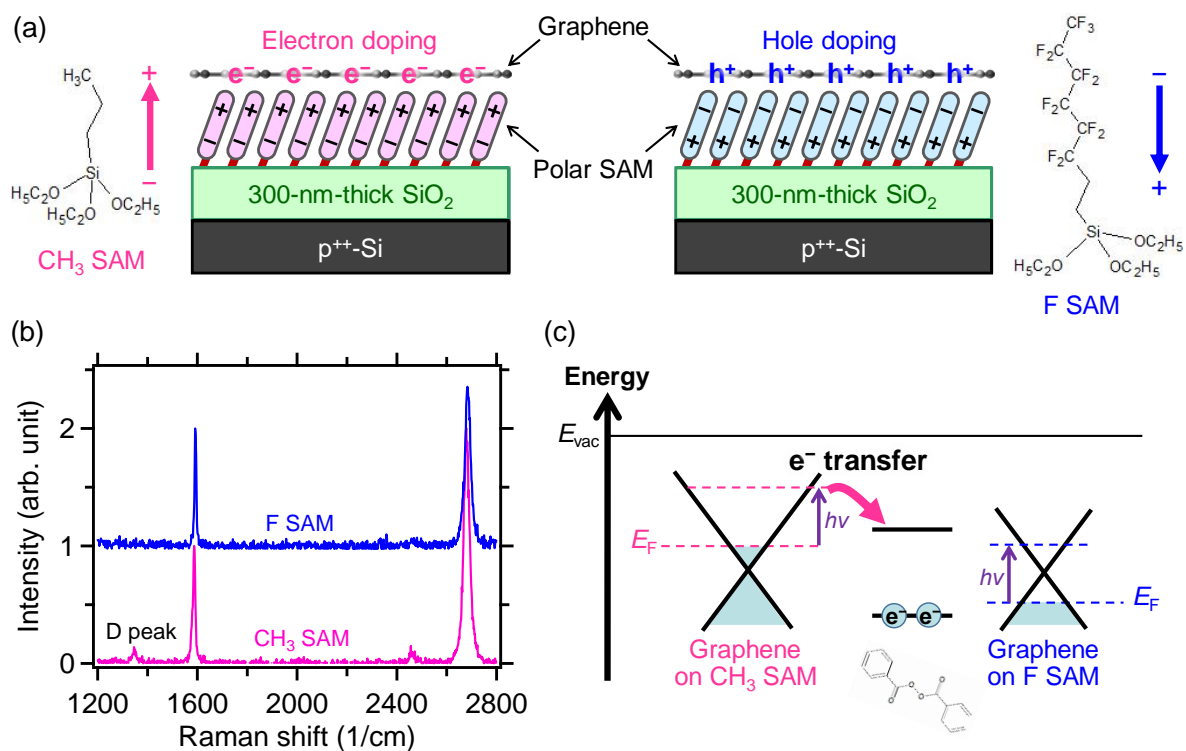 (a)
Electron doping
Graphene
Hole doping
H₃C
+
−
Si
H₅C₂O
H₅C₂O
OC₂H₅
CH₃ SAM
e⁻ e⁻ e⁻ e⁻ e⁻
+ + + + + + + + +
− − − − − − − − −
300-nm-thick SiO₂
p⁺⁺-Si
Polar SAM
h⁺ h⁺ h⁺ h⁺ h⁺
− − − − − − − − −
+ + + + + + + + +
300-nm-thick SiO₂
p⁺⁺-Si
CF₃
F₂C
CF₂
F₂C
CF₂
F₂C
−
+
Si
OC₂H₅
H₅C₂O
OC₂H₅
F SAM
(b)
Intensity (arb. unit)
2
1
0
F SAM
D peak
CH₃ SAM
1200 1600 2000 2400 2800
Raman shift (1/cm)
(c)
Energy
E_vac
e⁻ transfer
hν
E_F
hν
E_F
e⁻ e⁻
Graphene
on CH₃ SAM
Graphene
on F SAM
O
O
O
O